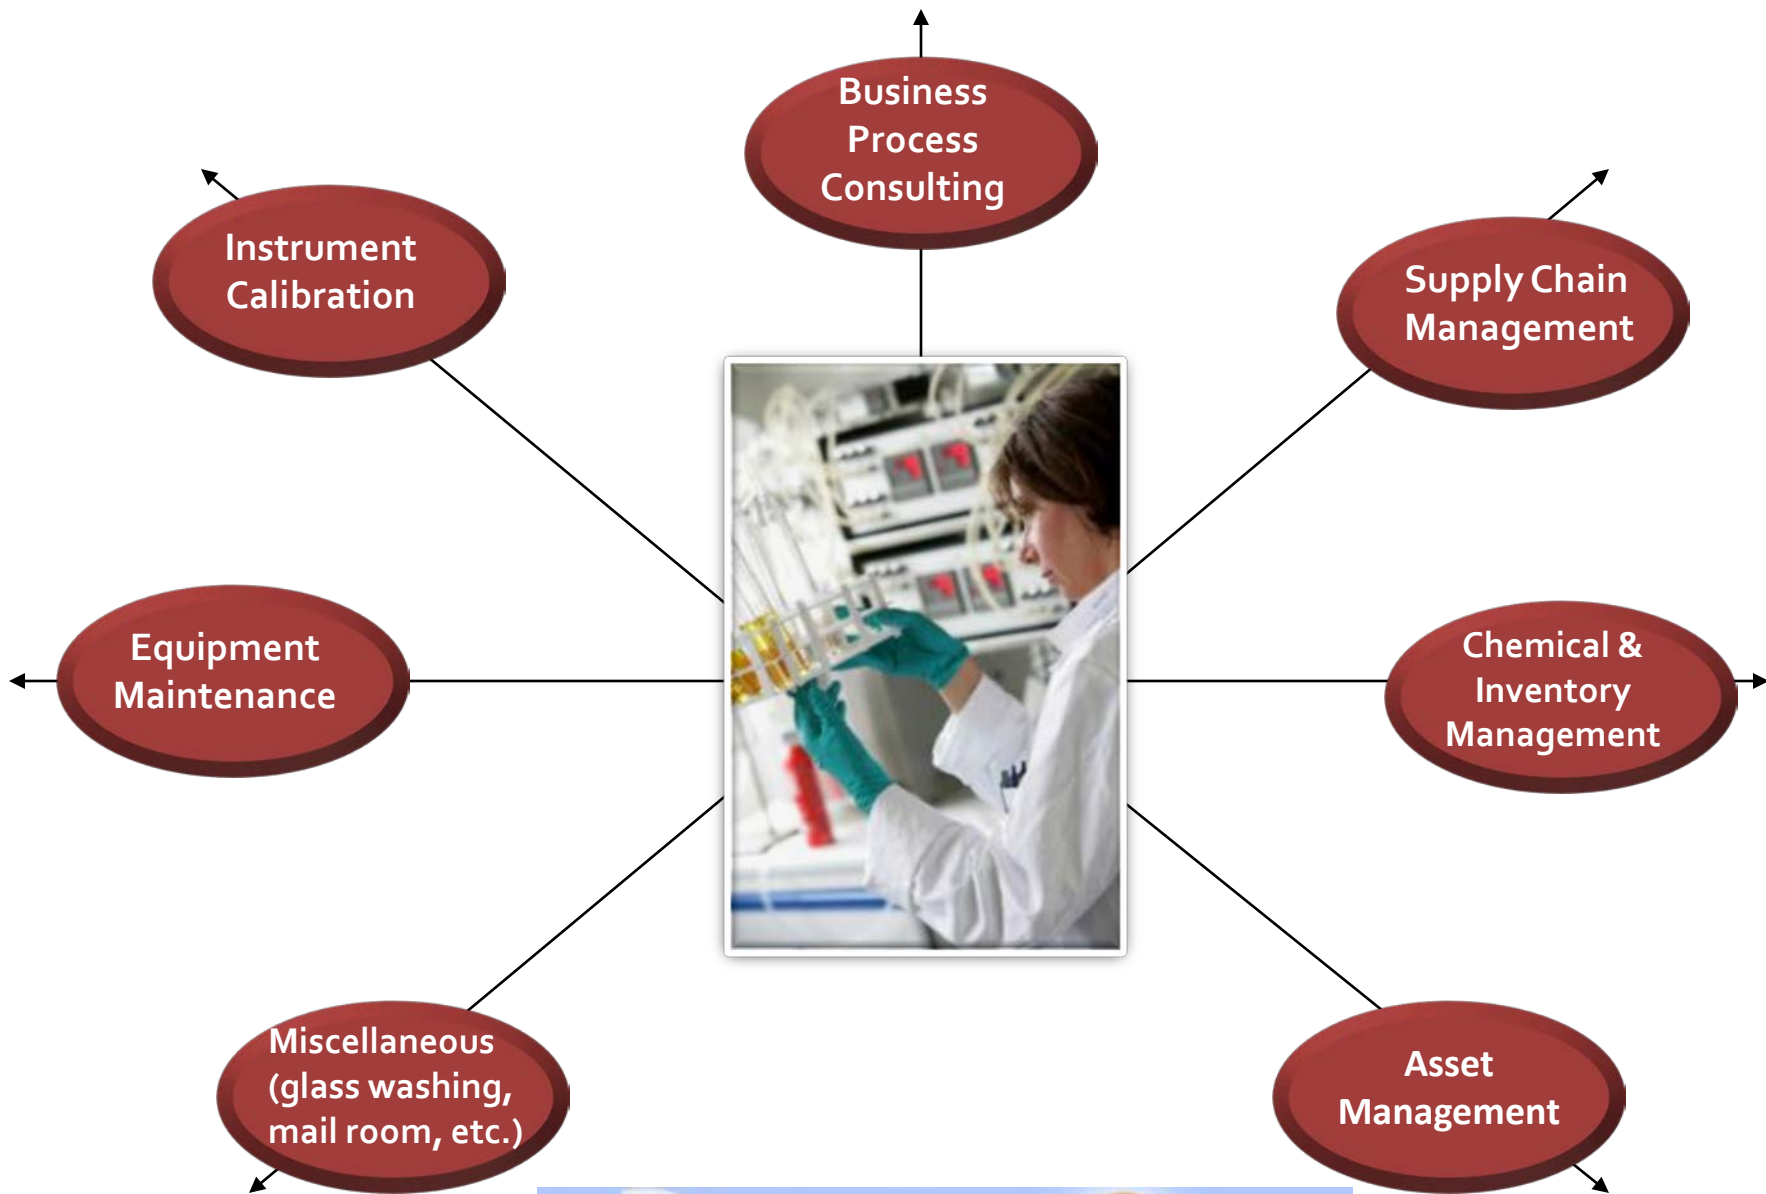 Business
Process
Consulting
Instrument
Calibration
Supply Chain
Management
Equipment
Maintenance
Chemical &
Inventory
Management
Miscellaneous
(glass washing,
mail room, etc.)
Asset
Management